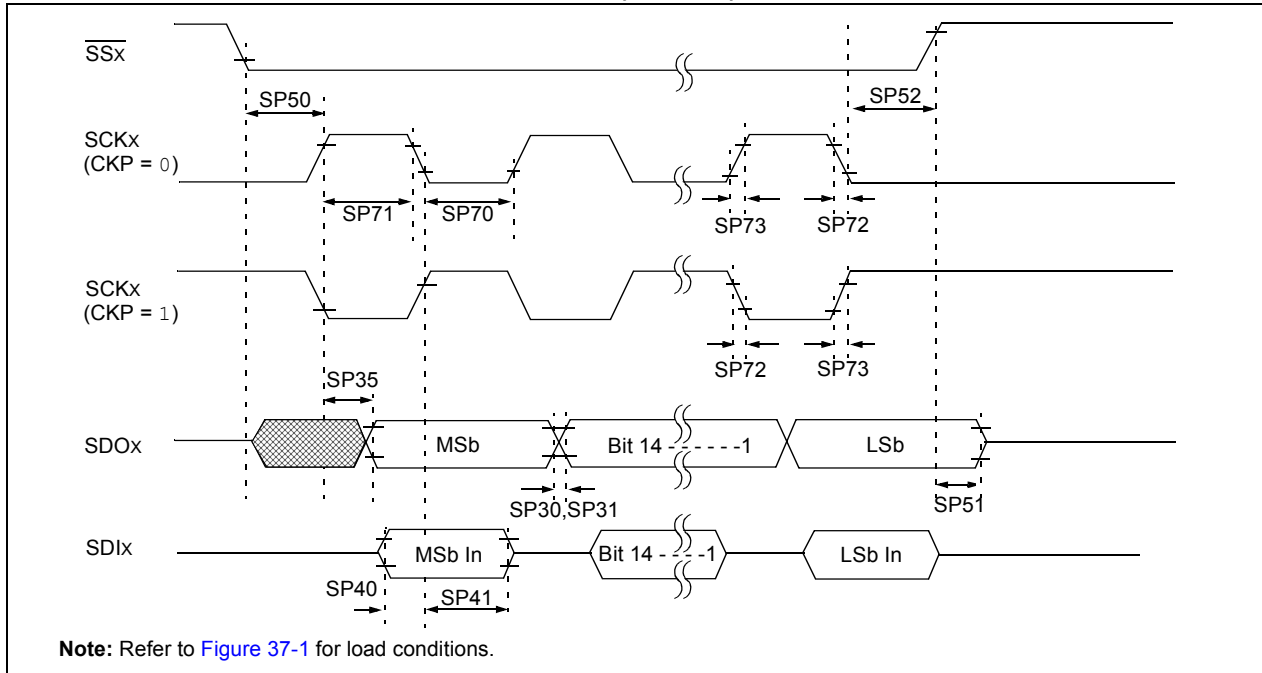 SSX
SP50
SP52
SCKX
(CKP = 0)
SP71
SP70
SP73
SP72
SCKX
(CKP = 1)
SP72
SP73
SP35
SDOX
MSb
Bit 14 - - - - - -1
LSb
SP30,SP31
SP51
SDIX
MSb In
Bit 14 - - - -1
LSb In
SP40
SP41
Note: Refer to Figure 37-1 for load conditions.